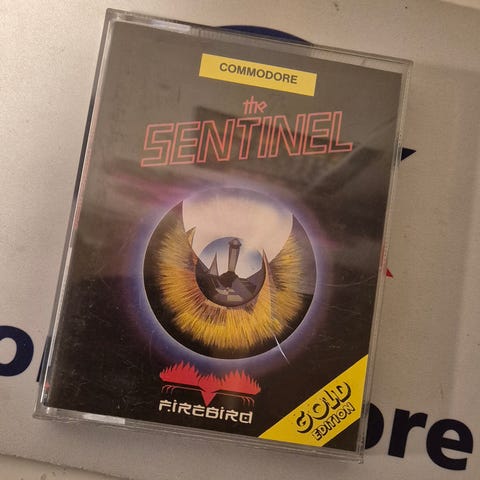 COMMODORE
the
SENTINEL
FIREBIRD
GOLD
EDITION
ore